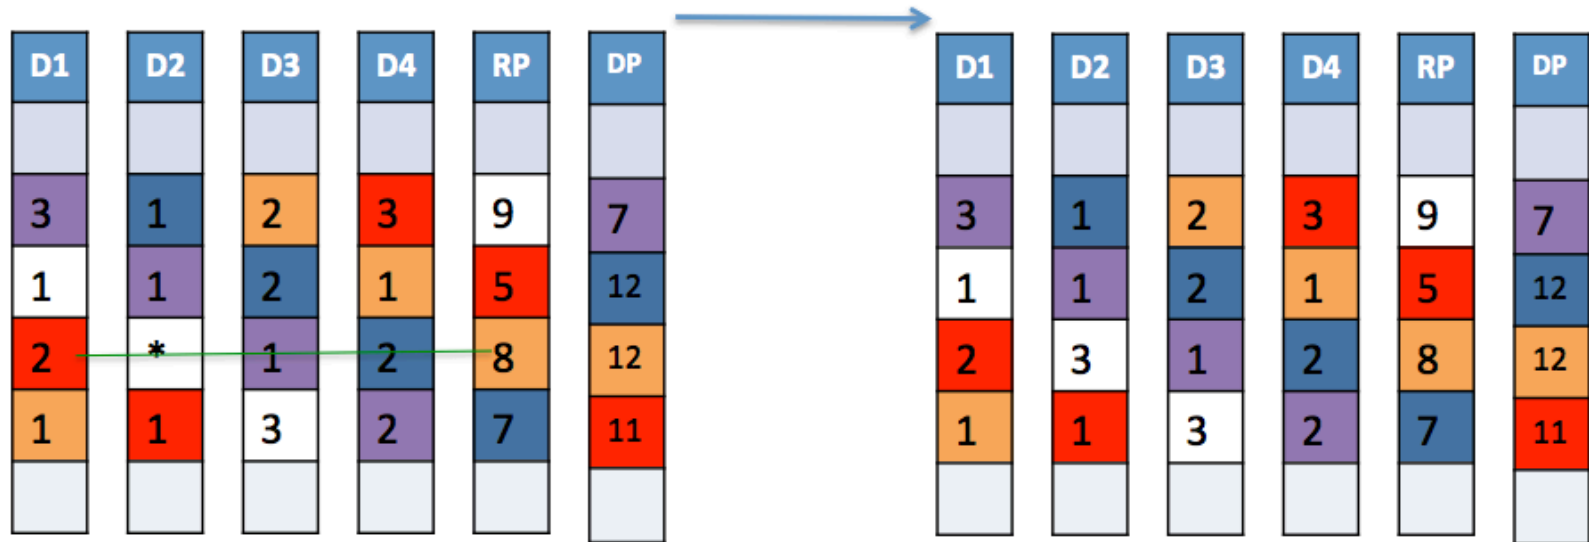 D1 D2 D3 D4 RP DP D1 D2 D3 D4 RP DP
3 1 2 3 9 7 3 1 2 3 9 7
1 1 2 1 5 12 1 1 2 1 5 12
2 * 1 2 8 12 2 3 1 2 8 12
1 1 3 2 7 11 1 1 3 2 7 11